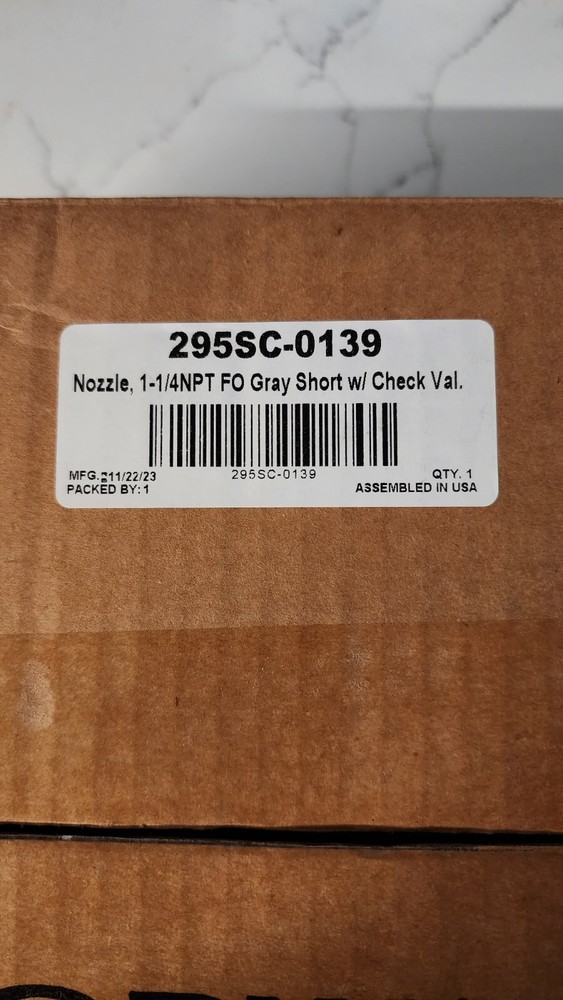 295SC-0139
Nozzle, 1-1/4NPT FO Gray Short w/ Check Val.
295SC-0139
MFG.:11/22/23
QTY. 1
PACKED BY: 1
ASSEMBLED IN USA